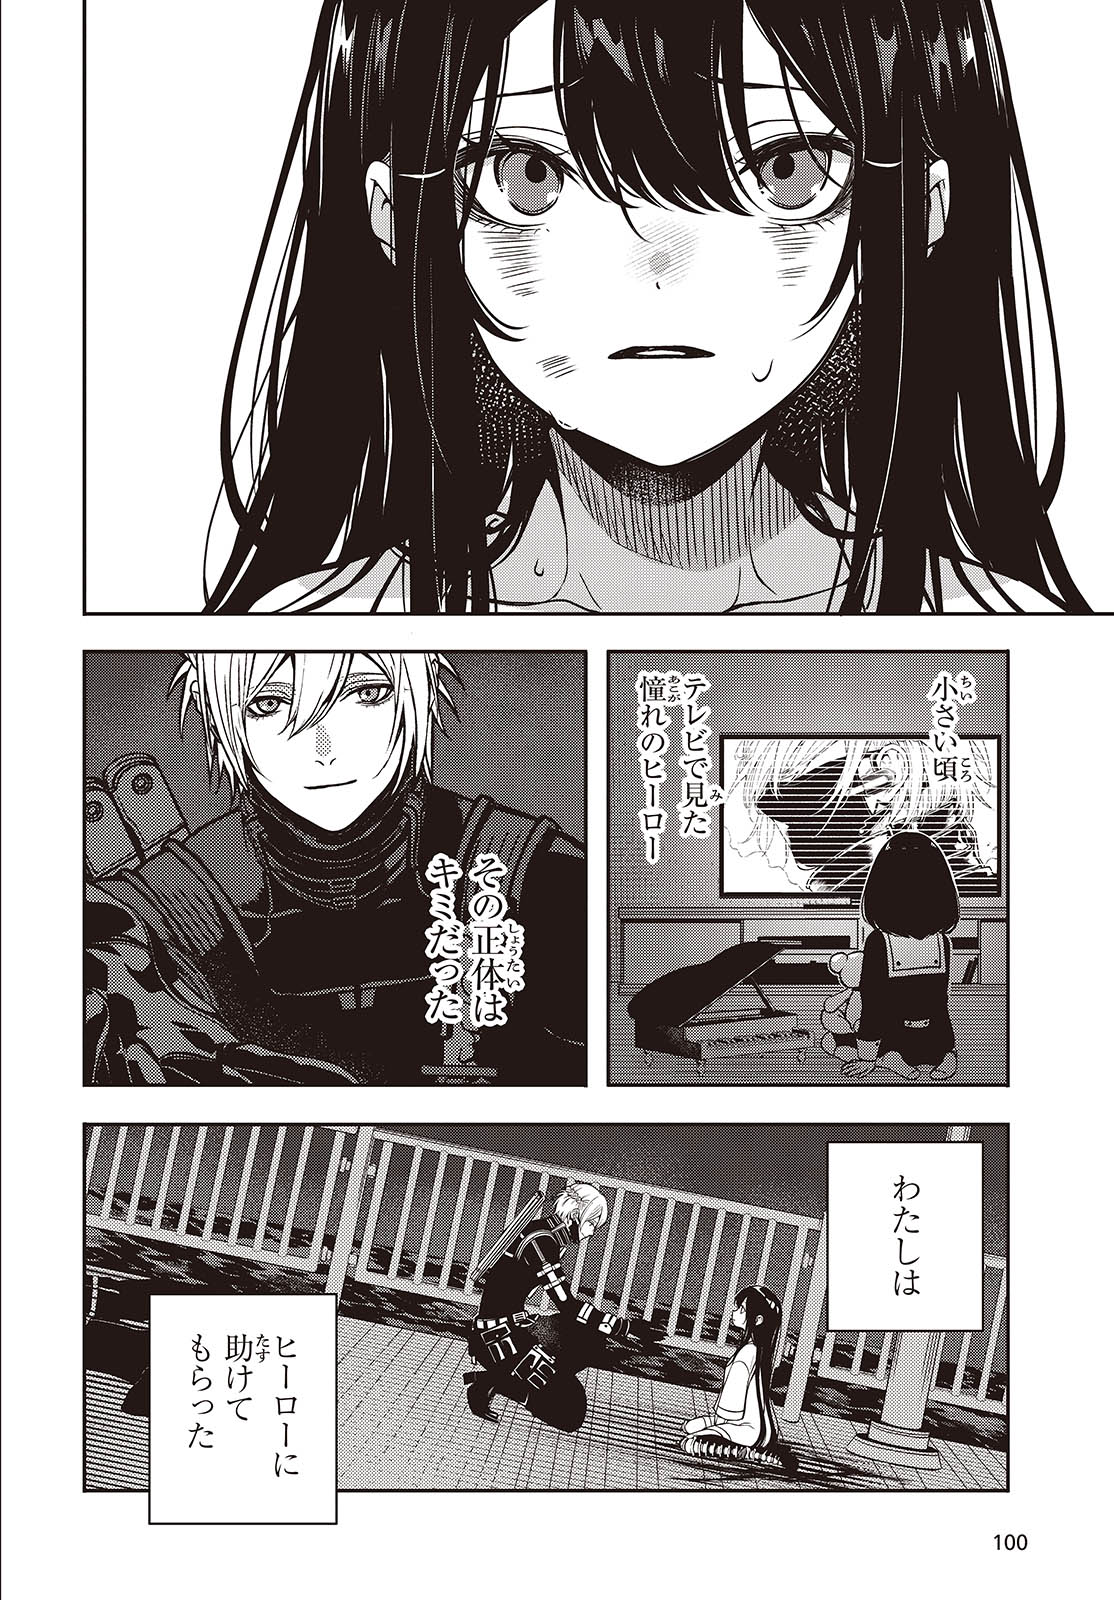 小さい頃
テレビで見た
憧れのヒーロー
その正体は
キミだった
わたしは
ヒーローに
助けて
もらった
100